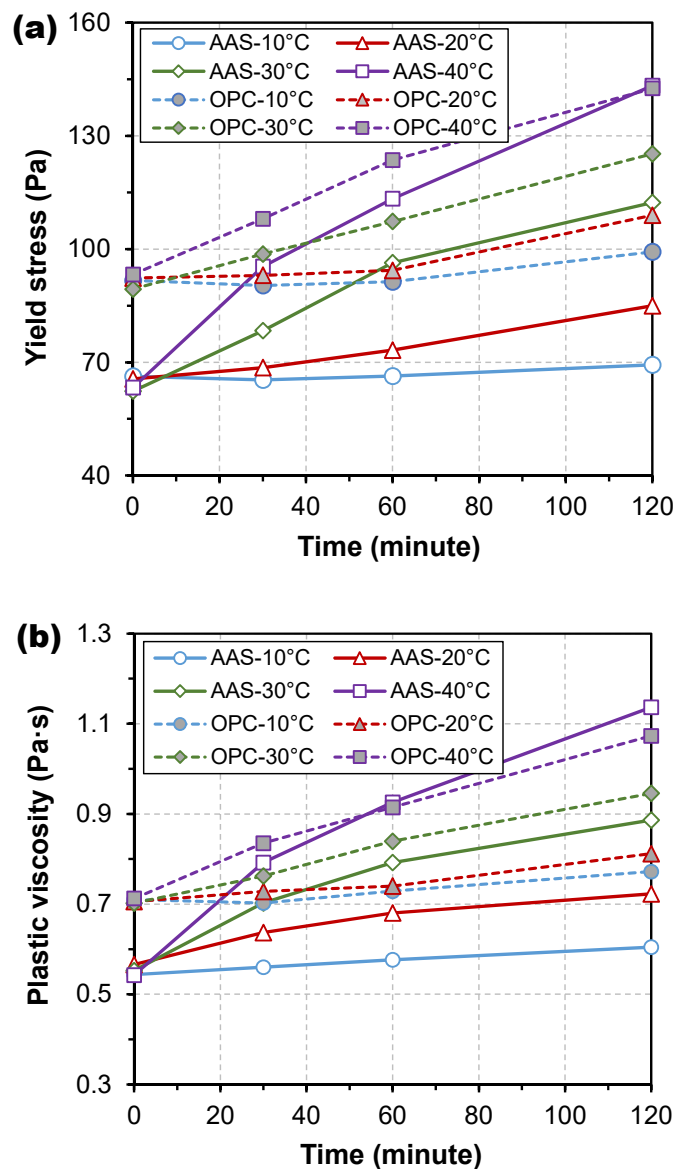 (a)
Yield stress (Pa)
160
130
100
70
40
AAS-10°C AAS-20°C
AAS-30°C AAS-40°C
OPC-10°C OPC-20°C
OPC-30°C OPC-40°C
0 20 40 60 80 100 120
Time (minute)
(b)
Plastic viscosity (Pa·s)
1.3
1.1
0.9
0.7
0.5
0.3
AAS-10°C AAS-20°C
AAS-30°C AAS-40°C
OPC-10°C OPC-20°C
OPC-30°C OPC-40°C
0 20 40 60 80 100 120
Time (minute)